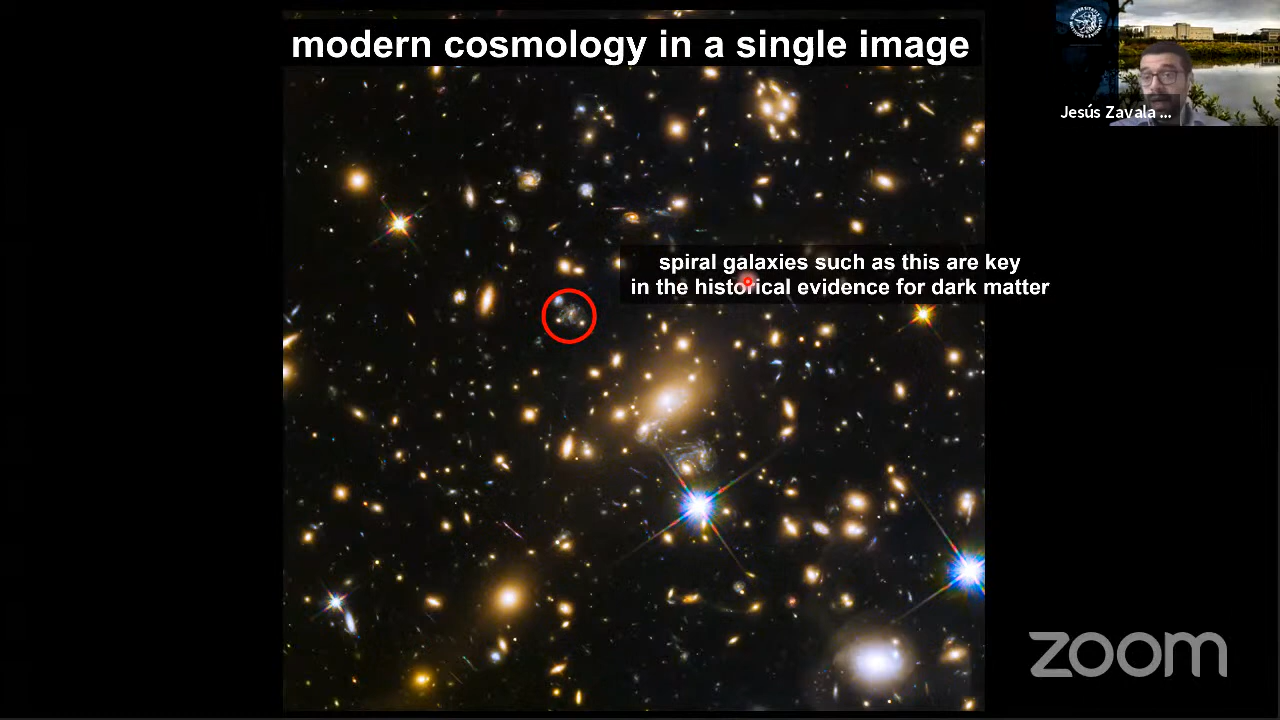 modern cosmology in a single image
Jesús Zavala ...
spiral galaxies such as this are key
in the historical evidence for dark matter
zoom